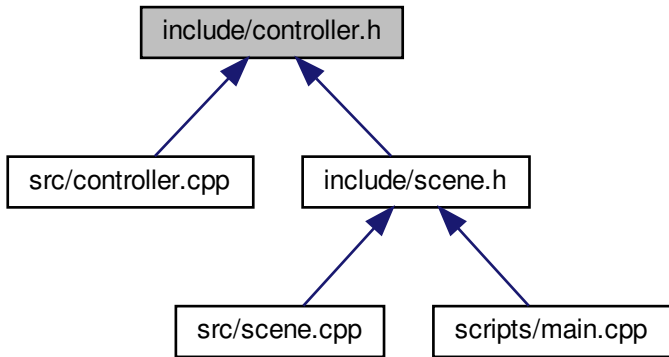 include/controller.h
src/controller.cpp
include/scene.h
src/scene.cpp
scripts/main.cpp